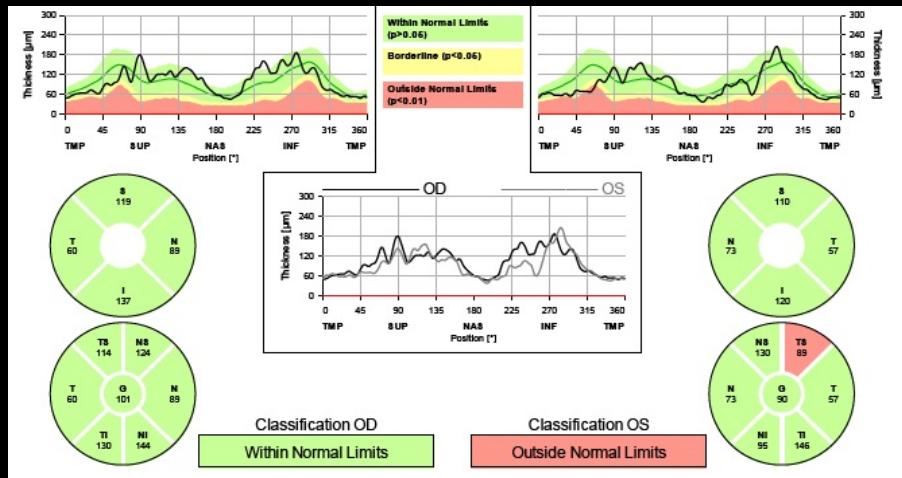 Thickness [µm]
300
240
180
120
60
0
0 45 90 135 180 225 270 315 360
TMP SUP NAS INF TMP
Position [°]
Within Normal Limits
(p>0.05)
Borderline (p<0.05)
Outside Normal Limits
(p<0.01)
300
240
180
120
60
0
Thickness [µm]
0 45 90 135 180 225 270 315 360
TMP SUP NAS INF TMP
Position [°]
S
119
T
60
N
89
I
137
OD OS
Thickness [µm]
300
240
180
120
60
0
0 45 90 135 180 225 270 315 360
TMP SUP NAS INF TMP
Position [°]
S
110
N
73
T
57
I
120
TS
114
NS
124
T
60
G
101
N
89
TI
130
NI
144
Classification OD
Within Normal Limits
Classification OS
Outside Normal Limits
NS
130
TS
89
N
73
G
90
T
57
NI
95
TI
146